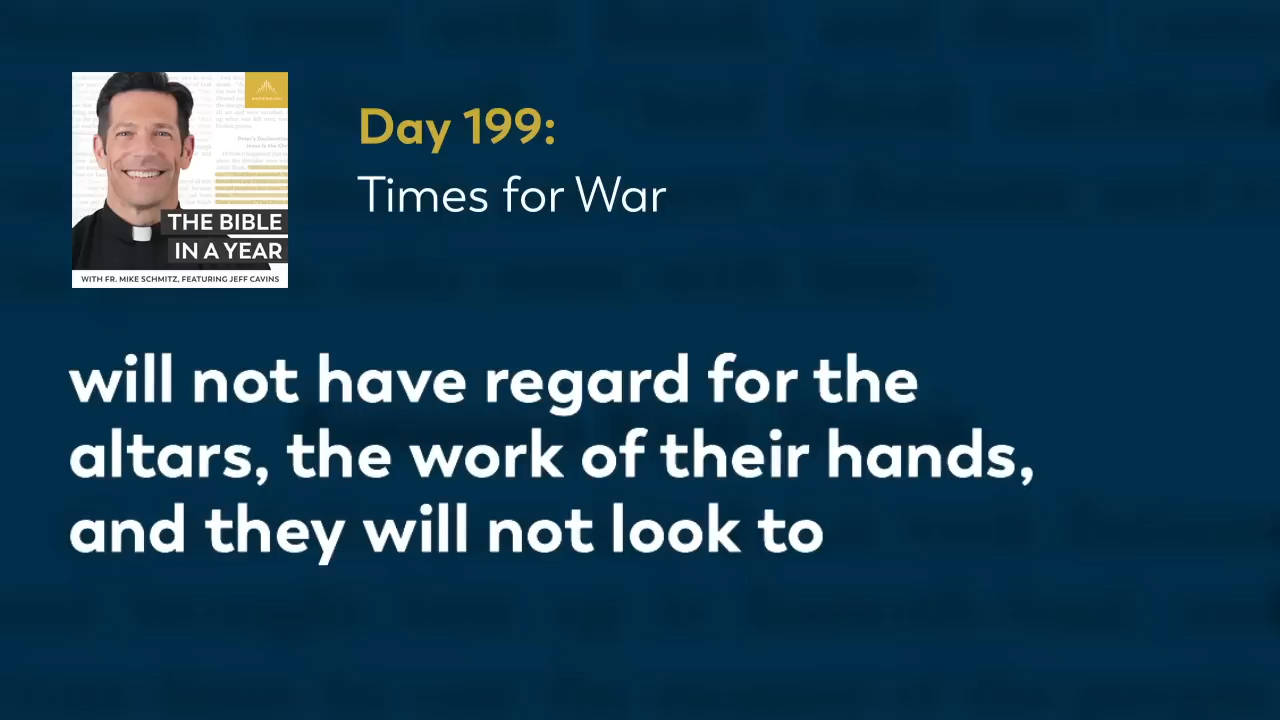 Day 199:
Times for War
THE BIBLE
IN A YEAR
WITH FR. MIKE SCHMITZ, FEATURING JEFF CAVINS
will not have regard for the
altars, the work of their hands,
and they will not look to